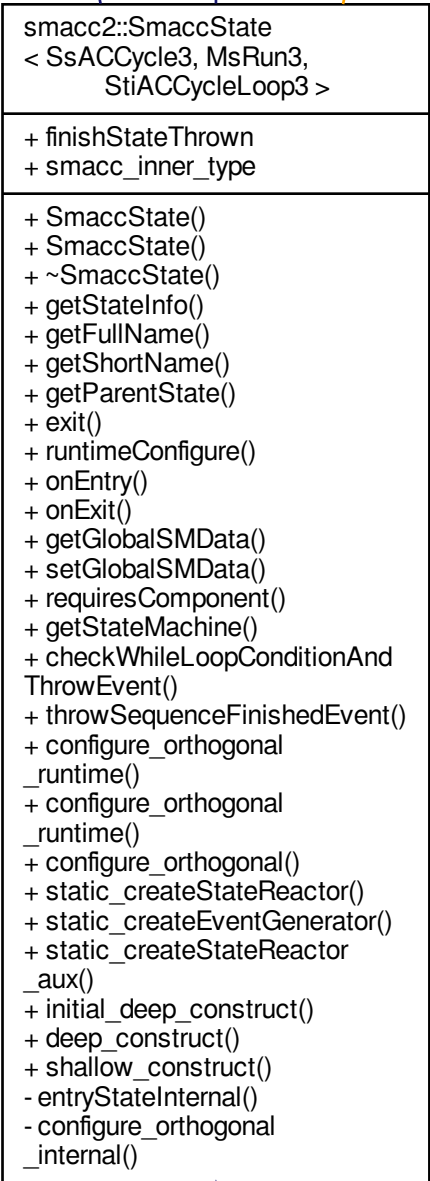 smacc2::SmaccState
< SsACCycle3, MsRun3,
StiACCycleLoop3 >
+ finishStateThrown
+ smacc_inner_type
+ SmaccState()
+ SmaccState()
+ ~SmaccState()
+ getStateInfo()
+ getFullName()
+ getShortName()
+ getParentState()
+ exit()
+ runtimeConfigure()
+ onEntry()
+ onExit()
+ getGlobalSMData()
+ setGlobalSMData()
+ requiresComponent()
+ getStateMachine()
+ checkWhileLoopConditionAnd
ThrowEvent()
+ throwSequenceFinishedEvent()
+ configure_orthogonal
_runtime()
+ configure_orthogonal
_runtime()
+ configure_orthogonal()
+ static_createStateReactor()
+ static_createEventGenerator()
+ static_createStateReactor
_aux()
+ initial_deep_construct()
+ deep_construct()
+ shallow_construct()
- entryStateInternal()
- configure_orthogonal
_internal()